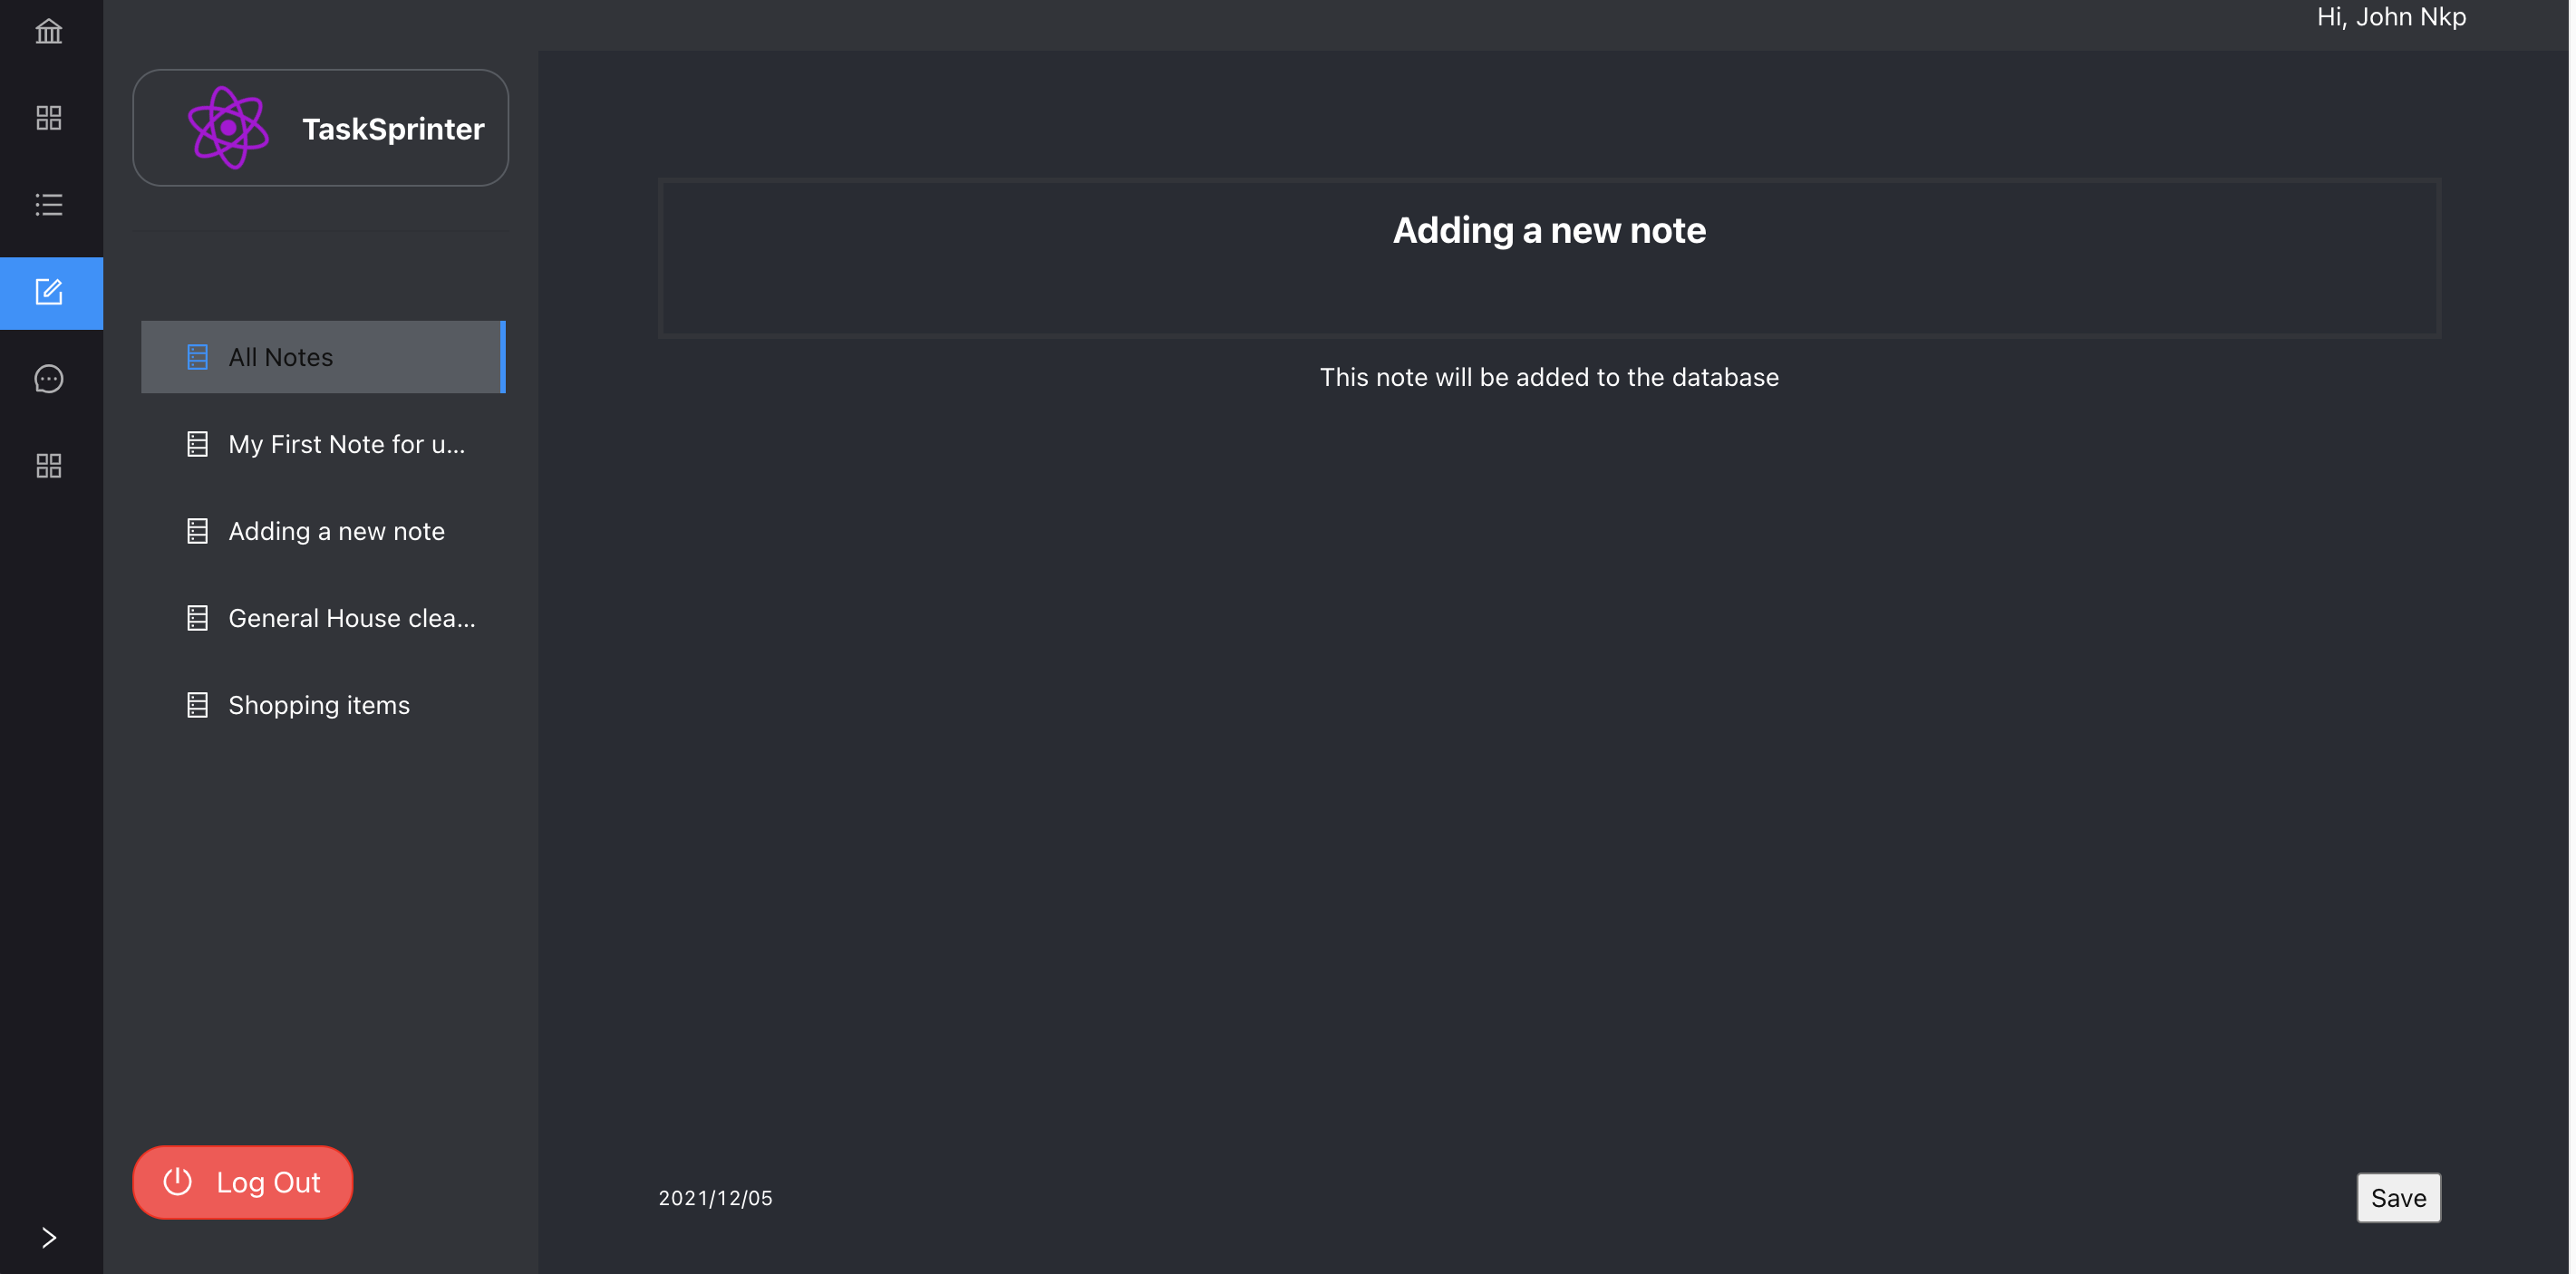 Hi, John Nkp
TaskSprinter
All Notes
My First Note for u...
Adding a new note
General House clea...
Shopping items
Log Out
Adding a new note
This note will be added to the database
2021/12/05
Save